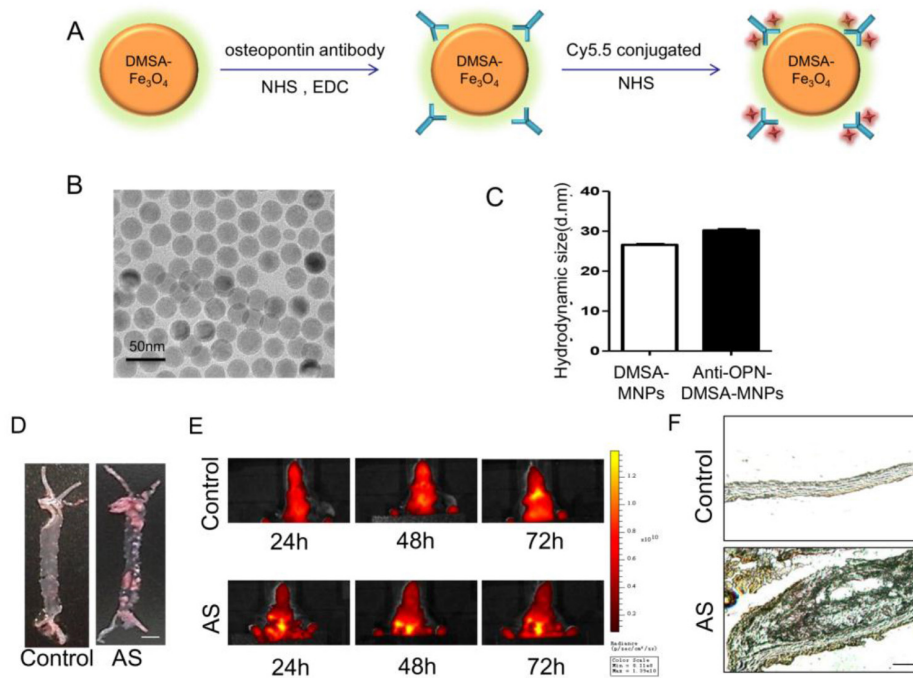 A
DMSA-
Fe₃O₄
osteopontin antibody
NHS , EDC
DMSA-
Fe₃O₄
Cy5.5 conjugated
NHS
DMSA-
Fe₃O₄
B
50nm
C
Hydrodynamic size(d.nm)
40
30
20
10
0
DMSA-
MNPs
Anti-OPN-
DMSA-MNPs
D
Control
AS
E
Control
24h
48h
72h
AS
24h
48h
72h
1.2
1.0
0.8
x10¹⁰
0.6
0.4
0.2
Radiance
(p/sec/cm²/sr)
Color Scale
F
Control
AS